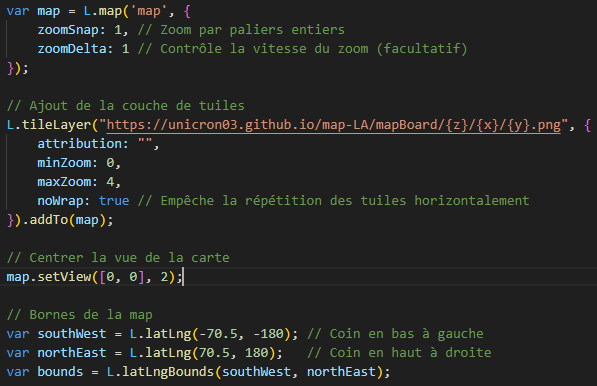 var map = L.map('map', {
    zoomSnap: 1, // Zoom par paliers entiers
    zoomDelta: 1 // Contrôle la vitesse du zoom (facultatif)
});
// Ajout de la couche de tuiles
L.tileLayer("https://unicron03.github.io/map-LA/mapBoard/{z}/{x}/{y}.png", {
    attribution: "",
    minZoom: 0,
    maxZoom: 4,
    noWrap: true // Empêche la répétition des tuiles horizontalement
}).addTo(map);
// Centrer la vue de la carte
map.setView([0, 0], 2);
// Bornes de la map
var southWest = L.latLng(-70.5, -180); // Coin en bas à gauche
var northEast = L.latLng(70.5, 180);   // Coin en haut à droite
var bounds = L.latLngBounds(southWest, northEast);